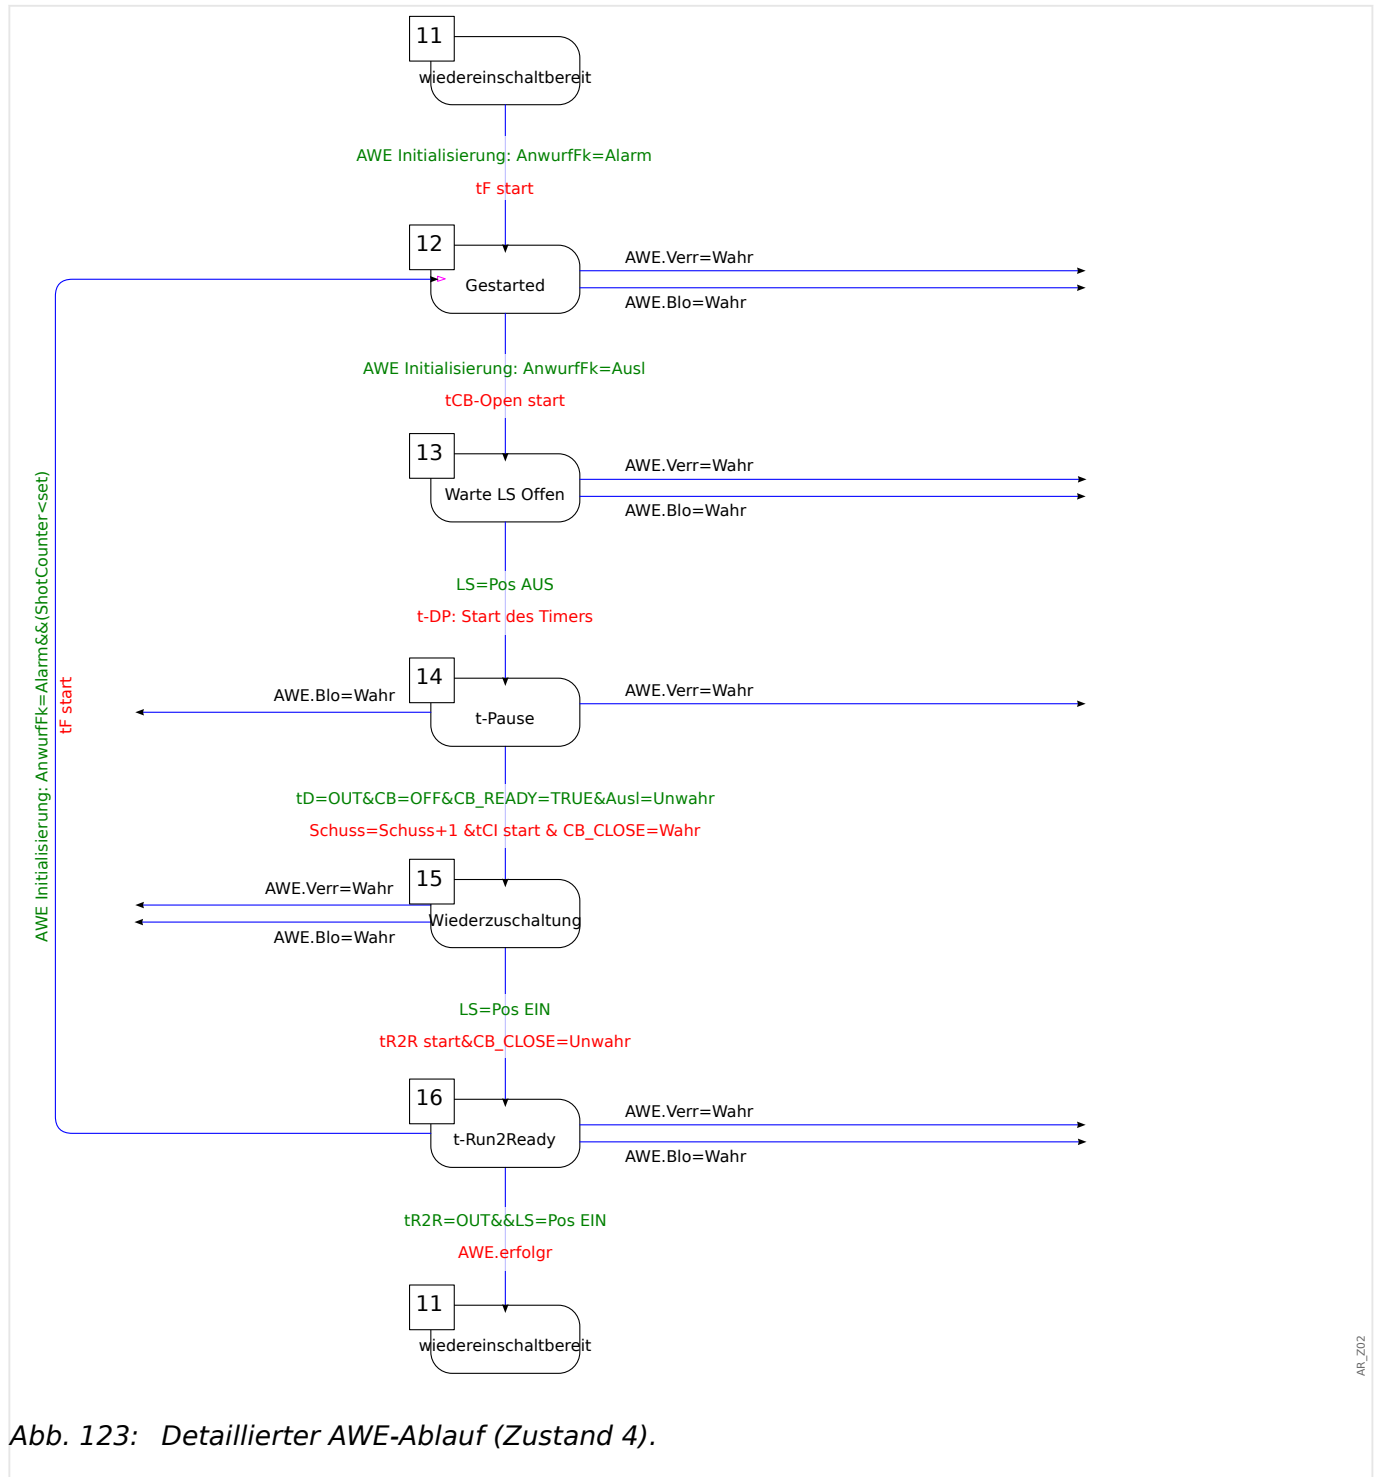 11
wiedereinschaltbereit
AWE Initialisierung: AnwurfFk=Alarm
tF start
12
Gestarted
AWE.Verr=Wahr
AWE.Blo=Wahr
AWE Initialisierung: AnwurfFk=Ausl
tCB-Open start
13
Warte LS Offen
AWE.Verr=Wahr
AWE.Blo=Wahr
LS=Pos AUS
t-DP: Start des Timers
AWE Initialisierung: AnwurfFk=Alarm&&(ShotCounter<set)
tF start
14
t-Pause
AWE.Blo=Wahr
AWE.Verr=Wahr
tD=OUT&CB=OFF&CB_READY=TRUE&Ausl=Unwahr
Schuss=Schuss+1 &tCI start & CB_CLOSE=Wahr
15
Wiederzuschaltung
AWE.Verr=Wahr
AWE.Blo=Wahr
LS=Pos EIN
tR2R start&CB_CLOSE=Unwahr
16
t-Run2Ready
AWE.Verr=Wahr
AWE.Blo=Wahr
tR2R=OUT&&LS=Pos EIN
AWE.erfolgr
11
wiedereinschaltbereit
AR_Z02
Abb. 123: Detaillierter AWE-Ablauf (Zustand 4).